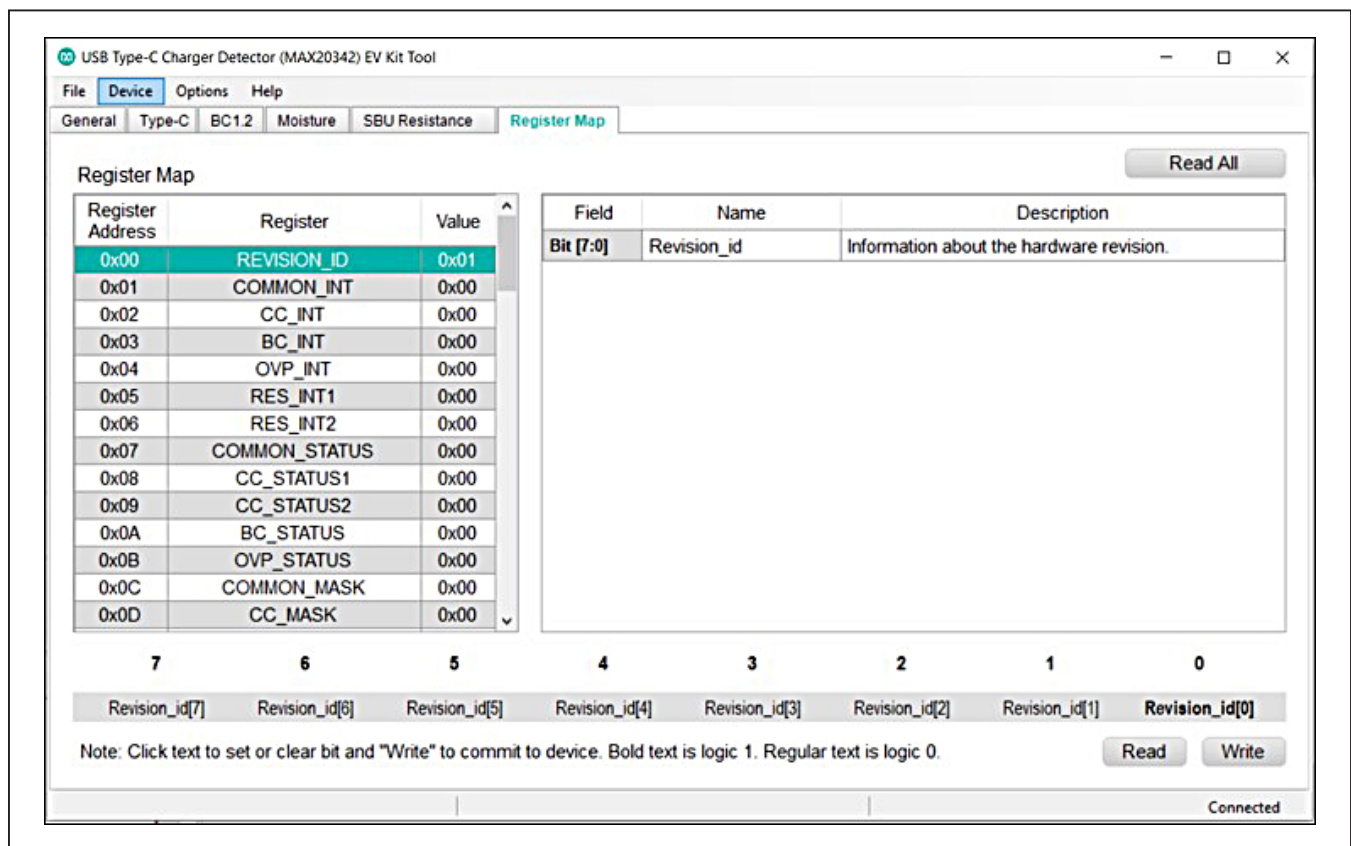 USB Type-C Charger Detector (MAX20342) EV Kit Tool
File Device Options Help
General Type-C BC1.2 Moisture SBU Resistance Register Map
Read All
Register Map
Register Address Register Value
0x00 REVISION_ID 0x01
0x01 COMMON_INT 0x00
0x02 CC_INT 0x00
0x03 BC_INT 0x00
0x04 OVP_INT 0x00
0x05 RES_INT1 0x00
0x06 RES_INT2 0x00
0x07 COMMON_STATUS 0x00
0x08 CC_STATUS1 0x00
0x09 CC_STATUS2 0x00
0x0A BC_STATUS 0x00
0x0B OVP_STATUS 0x00
0x0C COMMON_MASK 0x00
0x0D CC_MASK 0x00
Field Name Description
Bit [7:0] Revision_id Information about the hardware revision.
7 6 5 4 3 2 1 0
Revision_id[7] Revision_id[6] Revision_id[5] Revision_id[4] Revision_id[3] Revision_id[2] Revision_id[1] Revision_id[0]
Note: Click text to set or clear bit and "Write" to commit to device. Bold text is logic 1. Regular text is logic 0.
Read Write
Connected